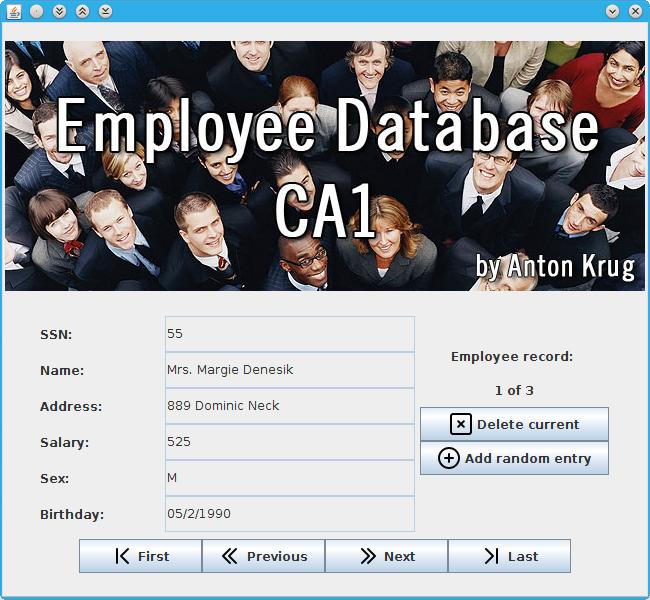 Employee Database
CA1
by Anton Krug
SSN: 55
Name: Mrs. Margie Denesik
Address: 889 Dominic Neck
Salary: 525
Sex: M
Birthday: 05/2/1990
Employee record:
1 of 3
Delete current
Add random entry
First Previous Next Last